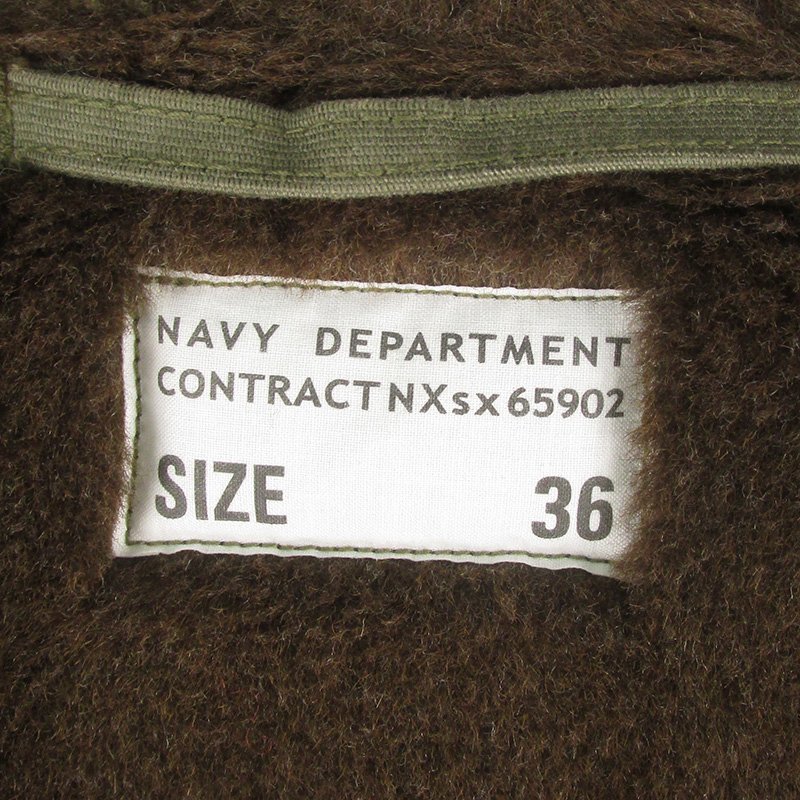 NAVY DEPARTMENT
CONTRACT NXsx 65902
SIZE 36